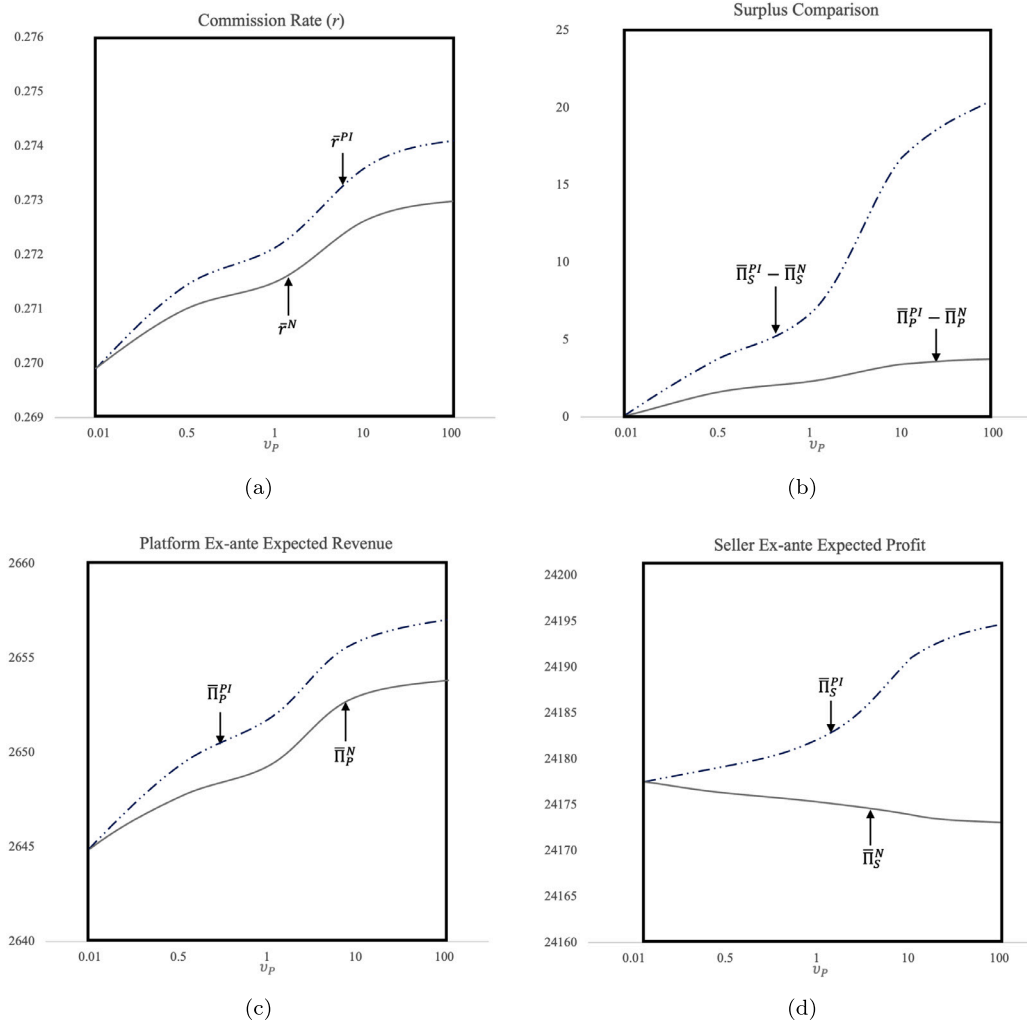 Commission Rate (r)
0.276
0.275
0.274
0.273
0.272
0.271
0.270
0.269
r̄^{PI}
r̄^{N}
0.01 0.5 1 10 100
υ_P
(a)
Surplus Comparison
25
20
15
10
5
0
Π̄_S^{PI} − Π̄_S^{N}
Π̄_P^{PI} − Π̄_P^{N}
0.01 0.5 1 10 100
υ_P
(b)
Platform Ex-ante Expected Revenue
2660
2655
2650
2645
2640
Π̄_P^{PI}
Π̄_P^{N}
0.01 0.5 1 10 100
υ_P
(c)
Seller Ex-ante Expected Profit
24200
24195
24190
24185
24180
24175
24170
24165
24160
Π̄_S^{PI}
Π̄_S^{N}
0.01 0.5 1 10 100
υ_P
(d)